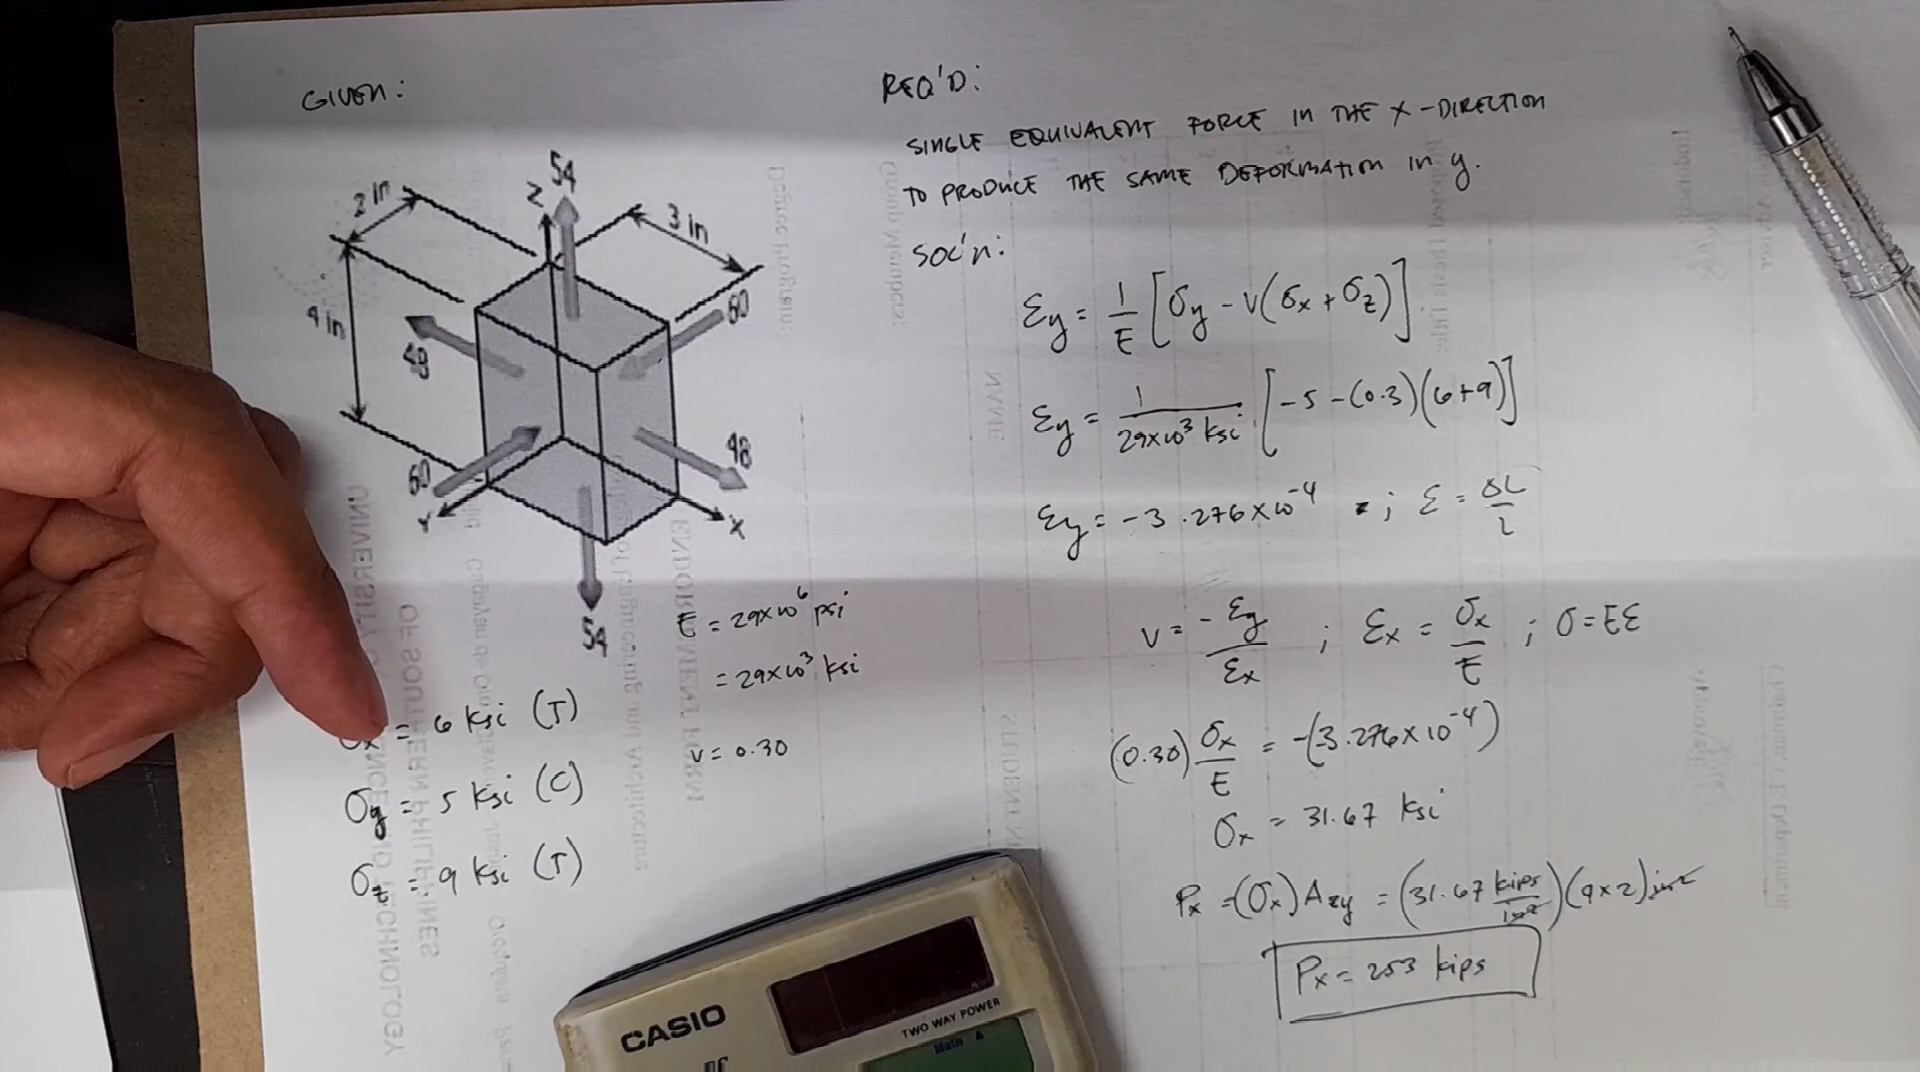 GIVEN:
2 in
54
Z
3 in
4 in
60
48
48
60
Y
X
54
E = 29x10⁶ psi
= 29x10³ ksi
ν = 0.30
σx = 6 ksi (T)
σy = 5 ksi (C)
σz = 9 ksi (T)
REQ'D:
SINGLE EQUIVALENT FORCE IN THE X-DIRECTION
TO PRODUCE THE SAME DEFORMATION IN y.
SOL'N:
εy = 1/E [σy - ν(σx + σz)]
εy = 1/29x10³ ksi [-5 - (0.3)(6+9)]
εy = -3.276x10⁻⁴ ; ε = δL/L
ν = -εy/εx ; εx = σx/E ; σ = Eε
(0.30) σx/E = -(-3.276x10⁻⁴)
σx = 31.67 ksi
Px = (σx)Azy = (31.67 kips/in²)(4x2)in²
Px = 253 kips
CASIO
TWO WAY POWER
Math